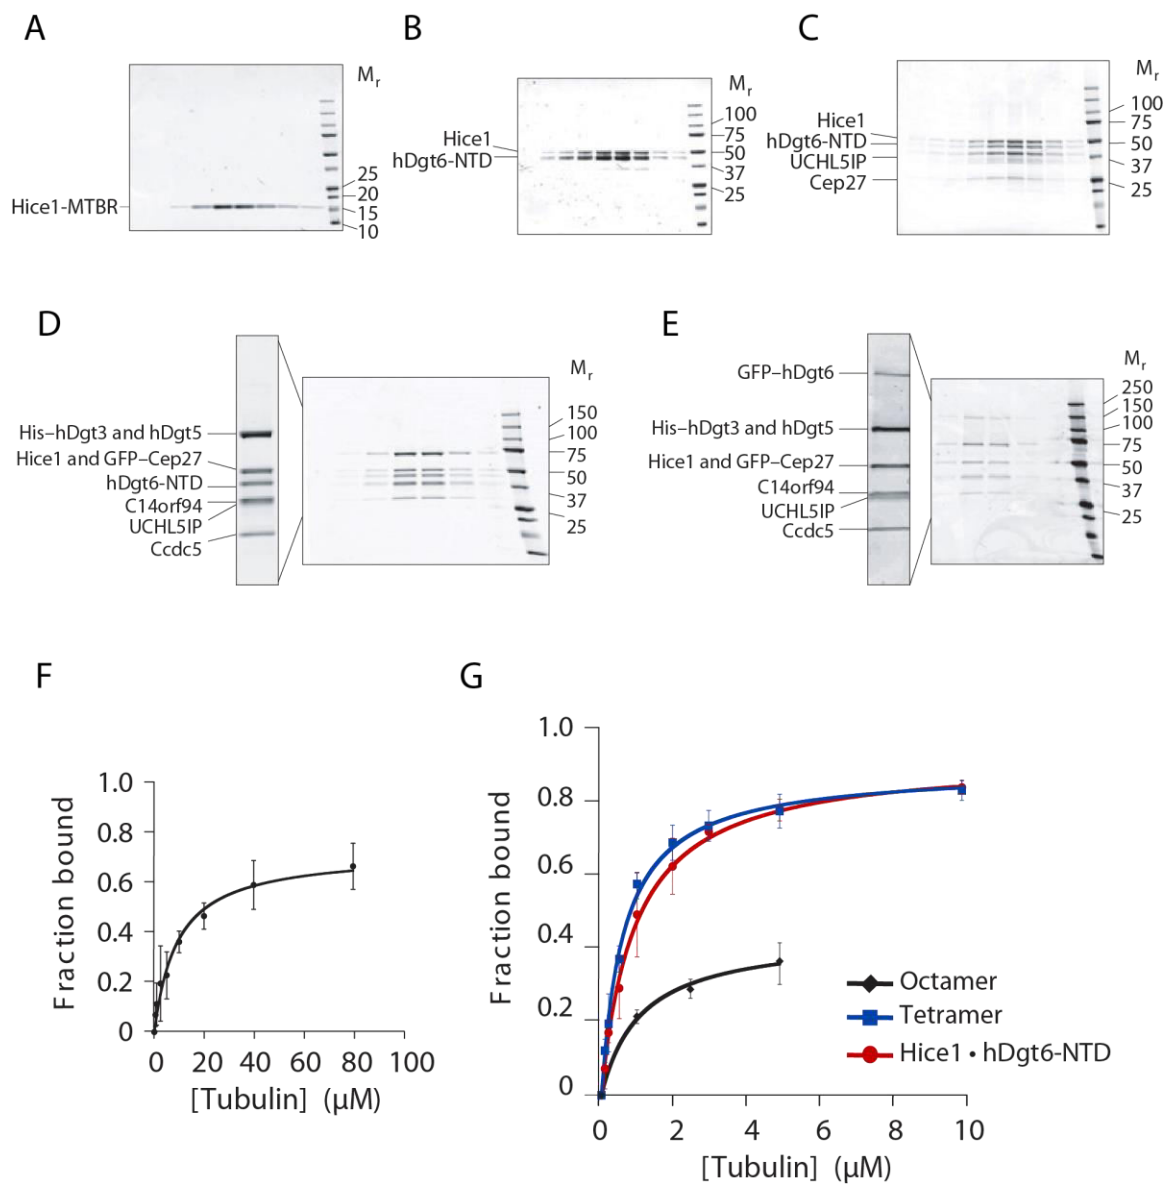 A
Mr
25
20
15
10
Hice1-MTBR
B
Mr
100
75
50
37
25
Hice1
hDgt6-NTD
C
Mr
100
75
50
37
25
Hice1
hDgt6-NTD
UCHL5IP
Cep27
D
Mr
150
100
75
50
37
25
His–hDgt3 and hDgt5
Hice1 and GFP–Cep27
hDgt6-NTD
C14orf94
UCHL5IP
Ccdc5
E
Mr
250
150
100
75
50
37
25
GFP–hDgt6
His–hDgt3 and hDgt5
Hice1 and GFP–Cep27
C14orf94
UCHL5IP
Ccdc5
F
Fraction bound
1.0
0.8
0.6
0.4
0.2
0
0 20 40 60 80 100
[Tubulin] (μM)
G
Fraction bound
1.0
0.8
0.6
0.4
0.2
0
0 2 4 6 8 10
[Tubulin] (μM)
Octamer
Tetramer
Hice1 • hDgt6-NTD